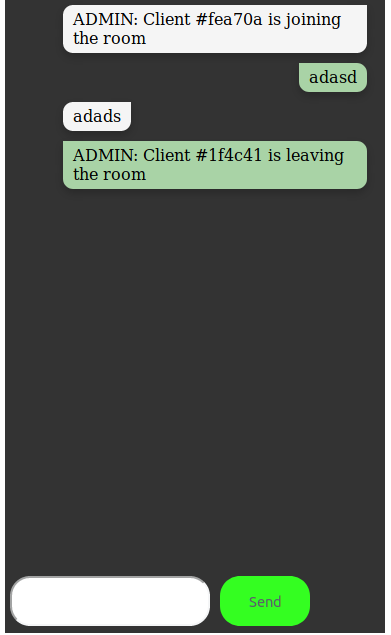 ADMIN: Client #fea70a is joining
the room
adasd
adads
ADMIN: Client #1f4c41 is leaving
the room
Send